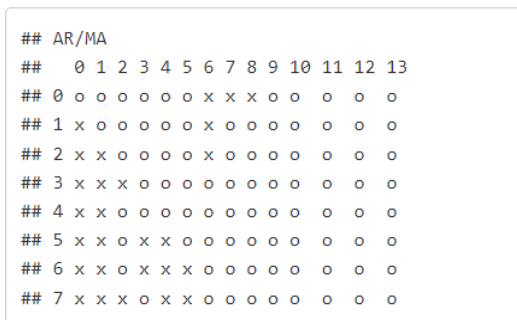 ## AR/MA
##   0 1 2 3 4 5 6 7 8 9 10 11 12 13
## 0 o o o o o o x x x o o  o  o  o
## 1 x o o o o o x o o o o  o  o  o
## 2 x x o o o o x o o o o  o  o  o
## 3 x x x o o o o o o o o  o  o  o
## 4 x x o o o o o o o o o  o  o  o
## 5 x x o x x o o o o o o  o  o  o
## 6 x x o x x x o o o o o  o  o  o
## 7 x x x o x x o o o o o  o  o  o